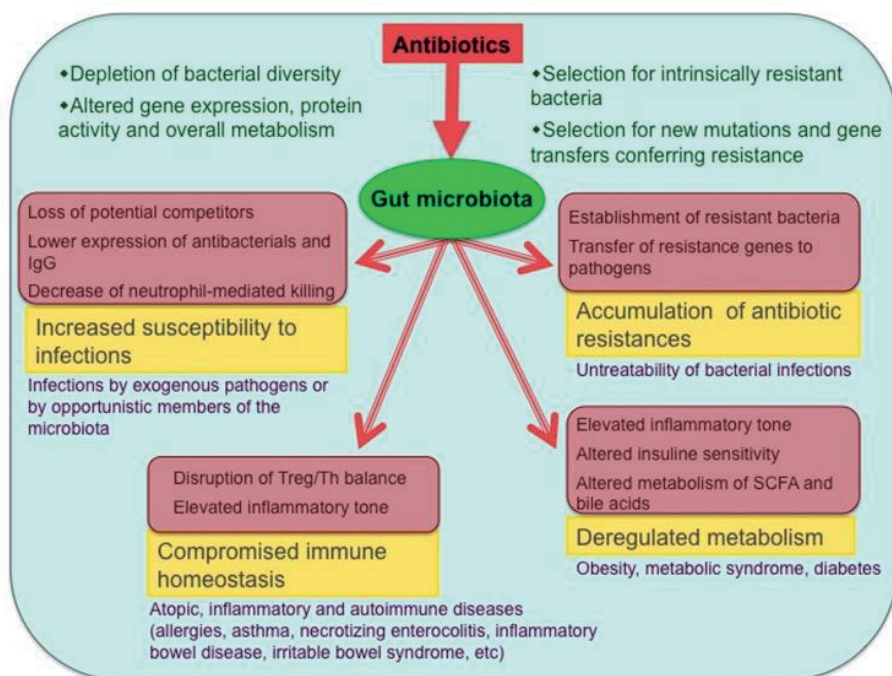 Antibiotics
◆Depletion of bacterial diversity
◆Altered gene expression, protein
activity and overall metabolism
◆Selection for intrinsically resistant
bacteria
◆Selection for new mutations and gene
transfers conferring resistance
Gut microbiota
Loss of potential competitors
Lower expression of antibacterials and
IgG
Decrease of neutrophil-mediated killing
Increased susceptibility to
infections
Infections by exogenous pathogens or
by opportunistic members of the
microbiota
Establishment of resistant bacteria
Transfer of resistance genes to
pathogens
Accumulation of antibiotic
resistances
Untreatability of bacterial infections
Disruption of Treg/Th balance
Elevated inflammatory tone
Compromised immune
homeostasis
Atopic, inflammatory and autoimmune diseases
(allergies, asthma, necrotizing enterocolitis, inflammatory
bowel disease, irritable bowel syndrome, etc)
Elevated inflammatory tone
Altered insuline sensitivity
Altered metabolism of SCFA and
bile acids
Deregulated metabolism
Obesity, metabolic syndrome, diabetes